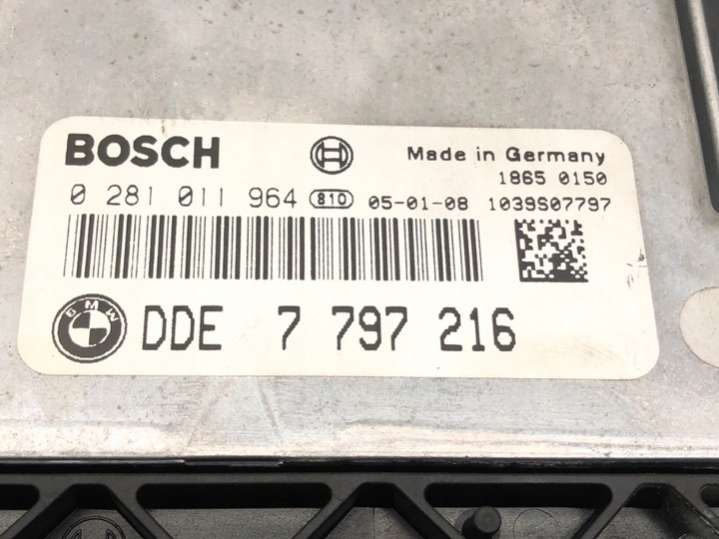 BOSCH
Made in Germany
1865 0150
0 281 011 964 810 05-01-08 1039S07797
BMW DDE 7 797 216